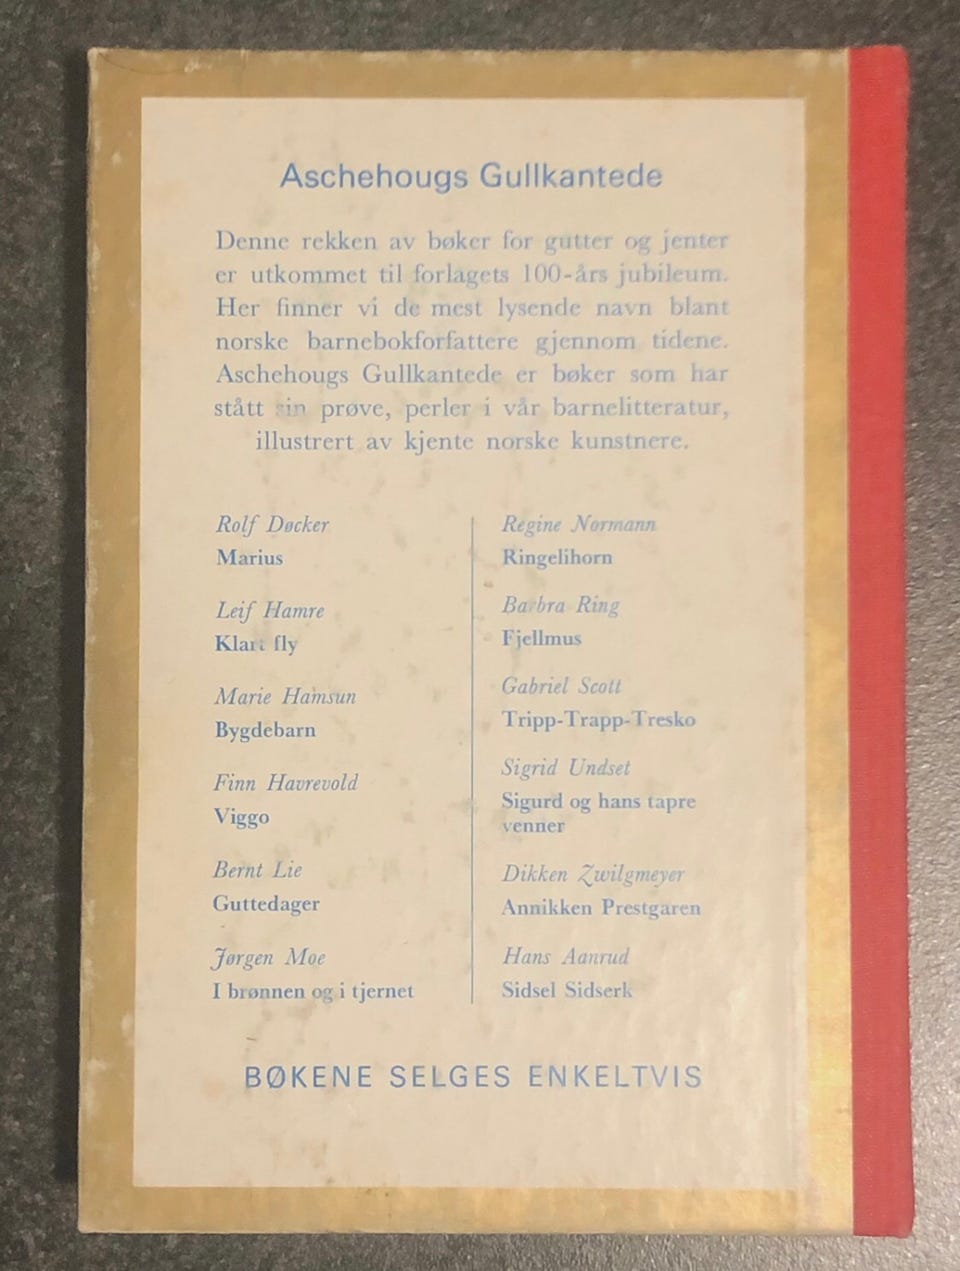 Aschehougs Gullkantede
Denne rekken av bøker for gutter og jenter
er utkommet til forlagets 100-års jubileum.
Her finner vi de mest lysende navn blant
norske barnebokforfattere gjennom tidene.
Aschehougs Gullkantede er bøker som har
stått sin prøve, perler i vår barnelitteratur,
illustrert av kjente norske kunstnere.
Rolf Døcker
Marius
Leif Hamre
Klart fly
Marie Hamsun
Bygdebarn
Finn Havrevold
Viggo
Bernt Lie
Guttedager
Jørgen Moe
I brønnen og i tjernet
Regine Normann
Ringelihorn
Barbra Ring
Fjellmus
Gabriel Scott
Tripp-Trapp-Tresko
Sigrid Undset
Sigurd og hans tapre
venner
Dikken Zwilgmeyer
Annikken Prestgaren
Hans Aanrud
Sidsel Sidserk
BØKENE SELGES ENKELTVIS